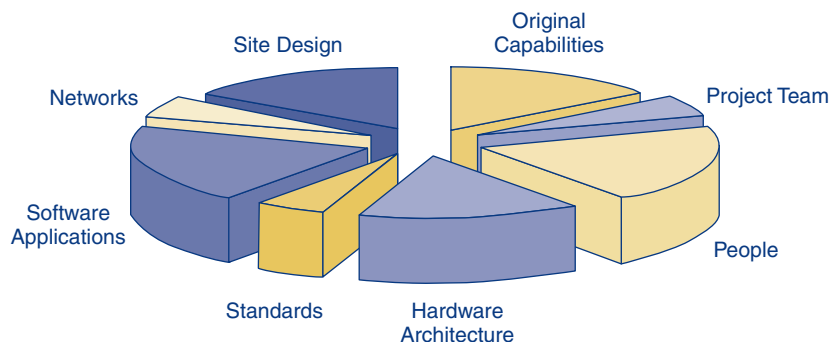 Original
Capabilities
Site Design
Project Team
Networks
Software
Applications
People
Standards
Hardware
Architecture